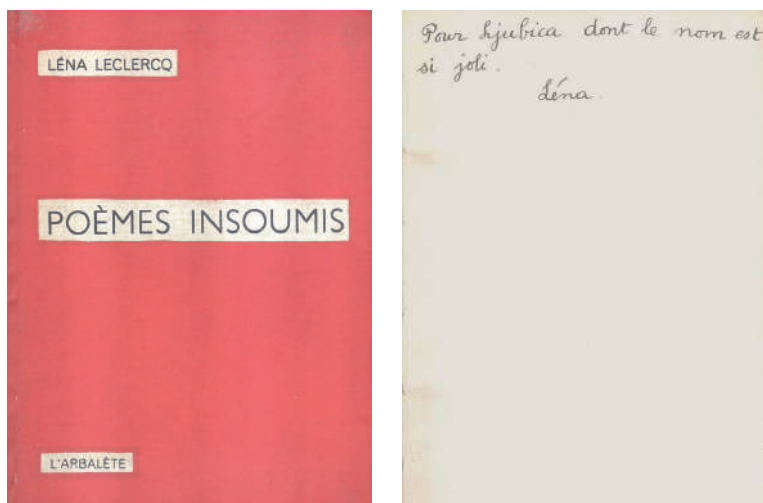 LÉNA LECLERCQ
POÈMES INSOUMIS
L'ARBALÈTE
Pour Ljubica dont le nom est
si joli.
Léna.